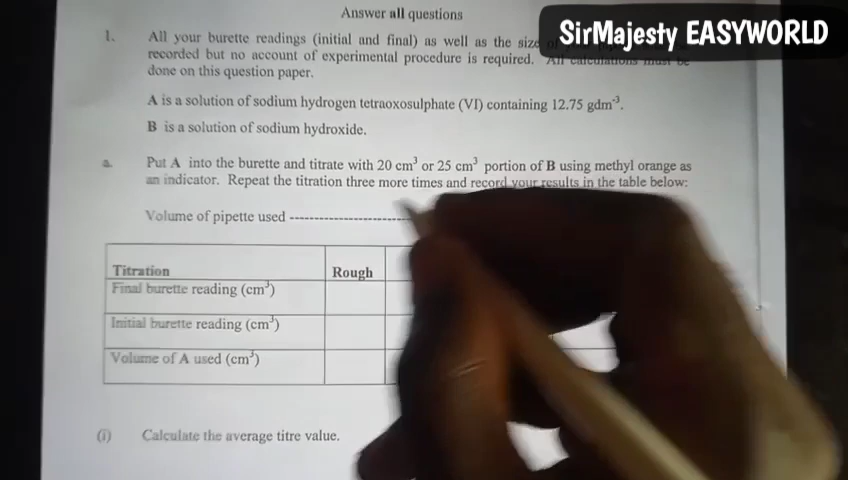 Answer all questions
SirMajesty EASYWORLD
1. All your burette readings (initial and final) as well as the size
recorded but no account of experimental procedure is required. All calculations must be
done on this question paper.
A is a solution of sodium hydrogen tetraoxosulphate (VI) containing 12.75 gdm⁻³.
B is a solution of sodium hydroxide.
a. Put A into the burette and titrate with 20 cm³ or 25 cm³ portion of B using methyl orange as
an indicator. Repeat the titration three more times and record your results in the table below:
Volume of pipette used ------------------------
Titration Rough
Final burette reading (cm³)
Initial burette reading (cm³)
Volume of A used (cm³)
(i) Calculate the average titre value.